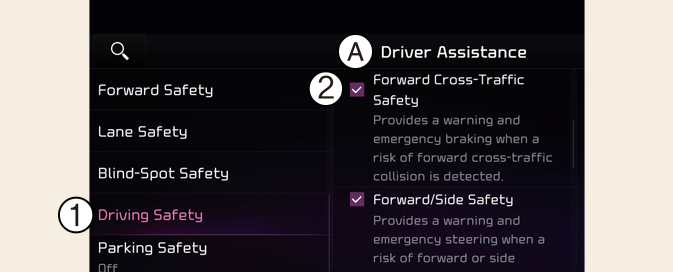 A Driver Assistance
Forward Safety
Lane Safety
Blind-Spot Safety
1 Driving Safety
Parking Safety
Off
2 Forward Cross-Traffic
Safety
Provides a warning and
emergency braking when a
risk of forward cross-traffic
collision is detected.
Forward/Side Safety
Provides a warning and
emergency steering when a
risk of forward or side